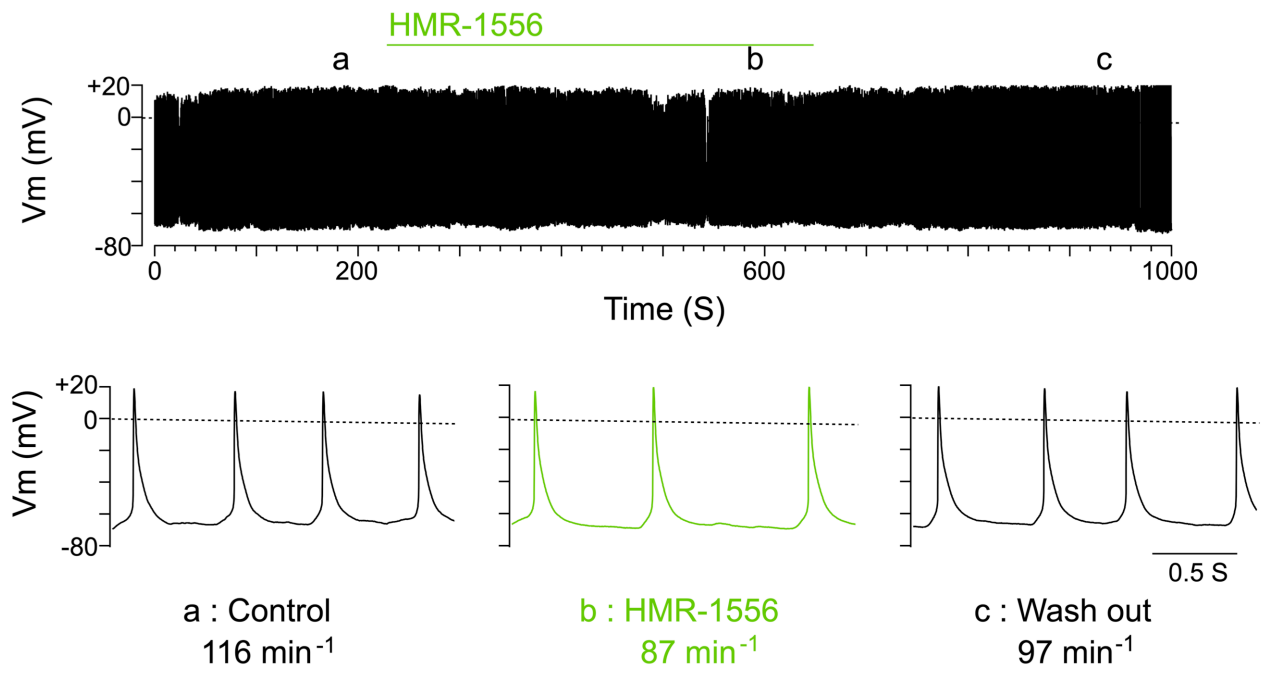 HMR-1556
a b c
+20
0
-80
Vm (mV)
0 200 600 1000
Time (S)
+20
0
-80
Vm (mV)
0.5 S
a : Control b : HMR-1556 c : Wash out
116 min⁻¹ 87 min⁻¹ 97 min⁻¹